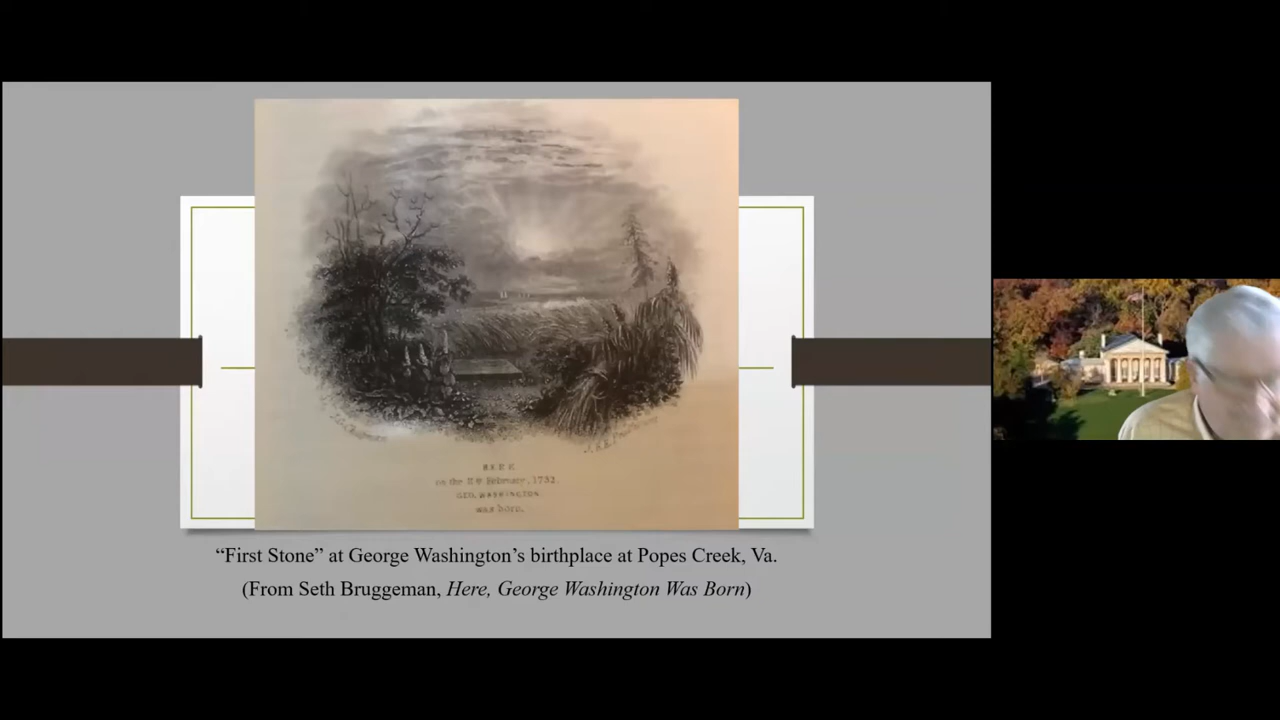 HERE
on the 11th February, 1732
GEO. WASHINGTON
was born.
“First Stone” at George Washington’s birthplace at Popes Creek, Va.
(From Seth Bruggeman, Here, George Washington Was Born)